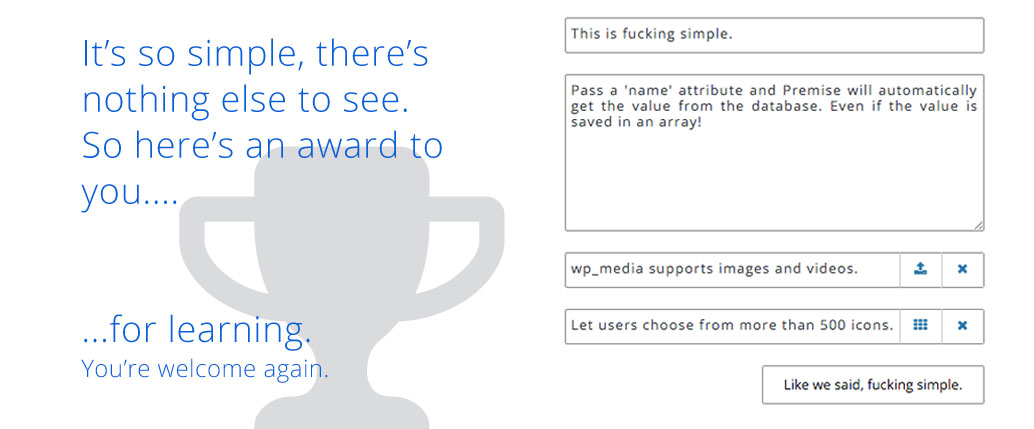 It’s so simple, there’s
nothing else to see.
So here’s an award to
you....
...for learning.
You’re welcome again.
This is fucking simple.
Pass a 'name' attribute and Premise will automatically
get the value from the database. Even if the value is
saved in an array!
wp_media supports images and videos.
Let users choose from more than 500 icons.
Like we said, fucking simple.